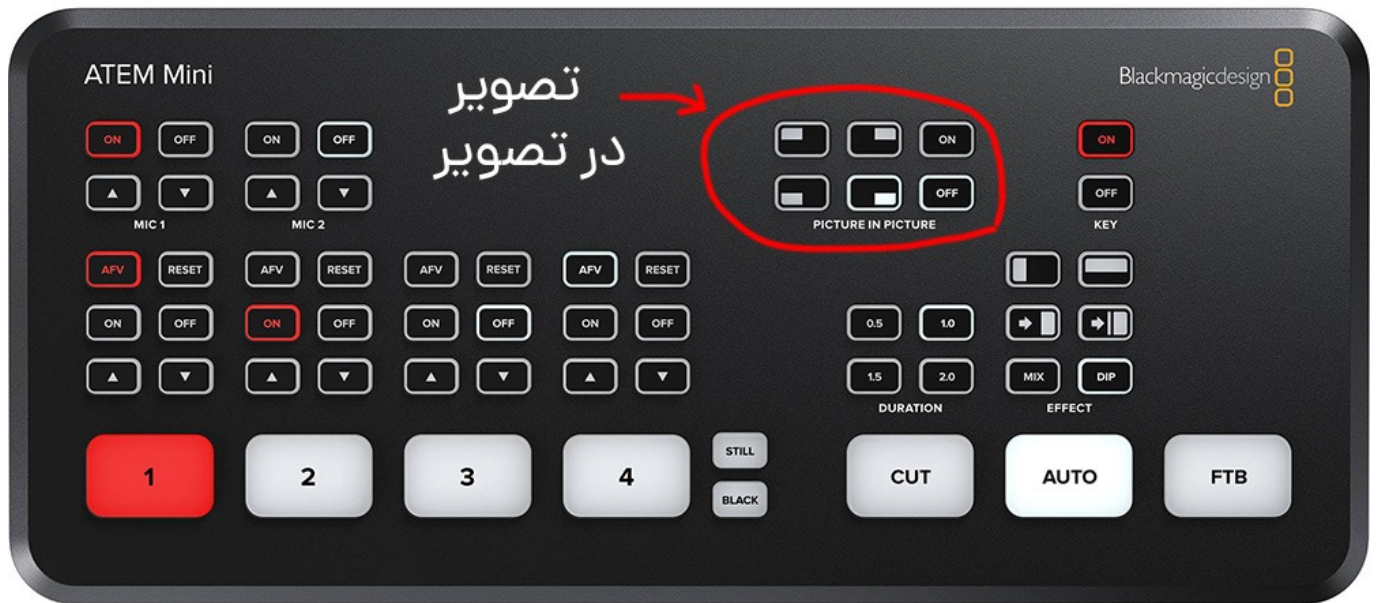 ATEM Mini
Blackmagicdesign
تصویر
در تصویر
ON OFF ON OFF ON ON
▲ ▼ ▲ ▼ OFF OFF
MIC 1 MIC 2 PICTURE IN PICTURE KEY
AFV RESET AFV RESET AFV RESET AFV RESET
ON OFF ON OFF ON OFF ON OFF 0.5 1.0
▲ ▼ ▲ ▼ ▲ ▼ ▲ ▼ 1.5 2.0 MIX DIP
DURATION EFFECT
STILL
1 2 3 4 CUT AUTO FTB
BLACK